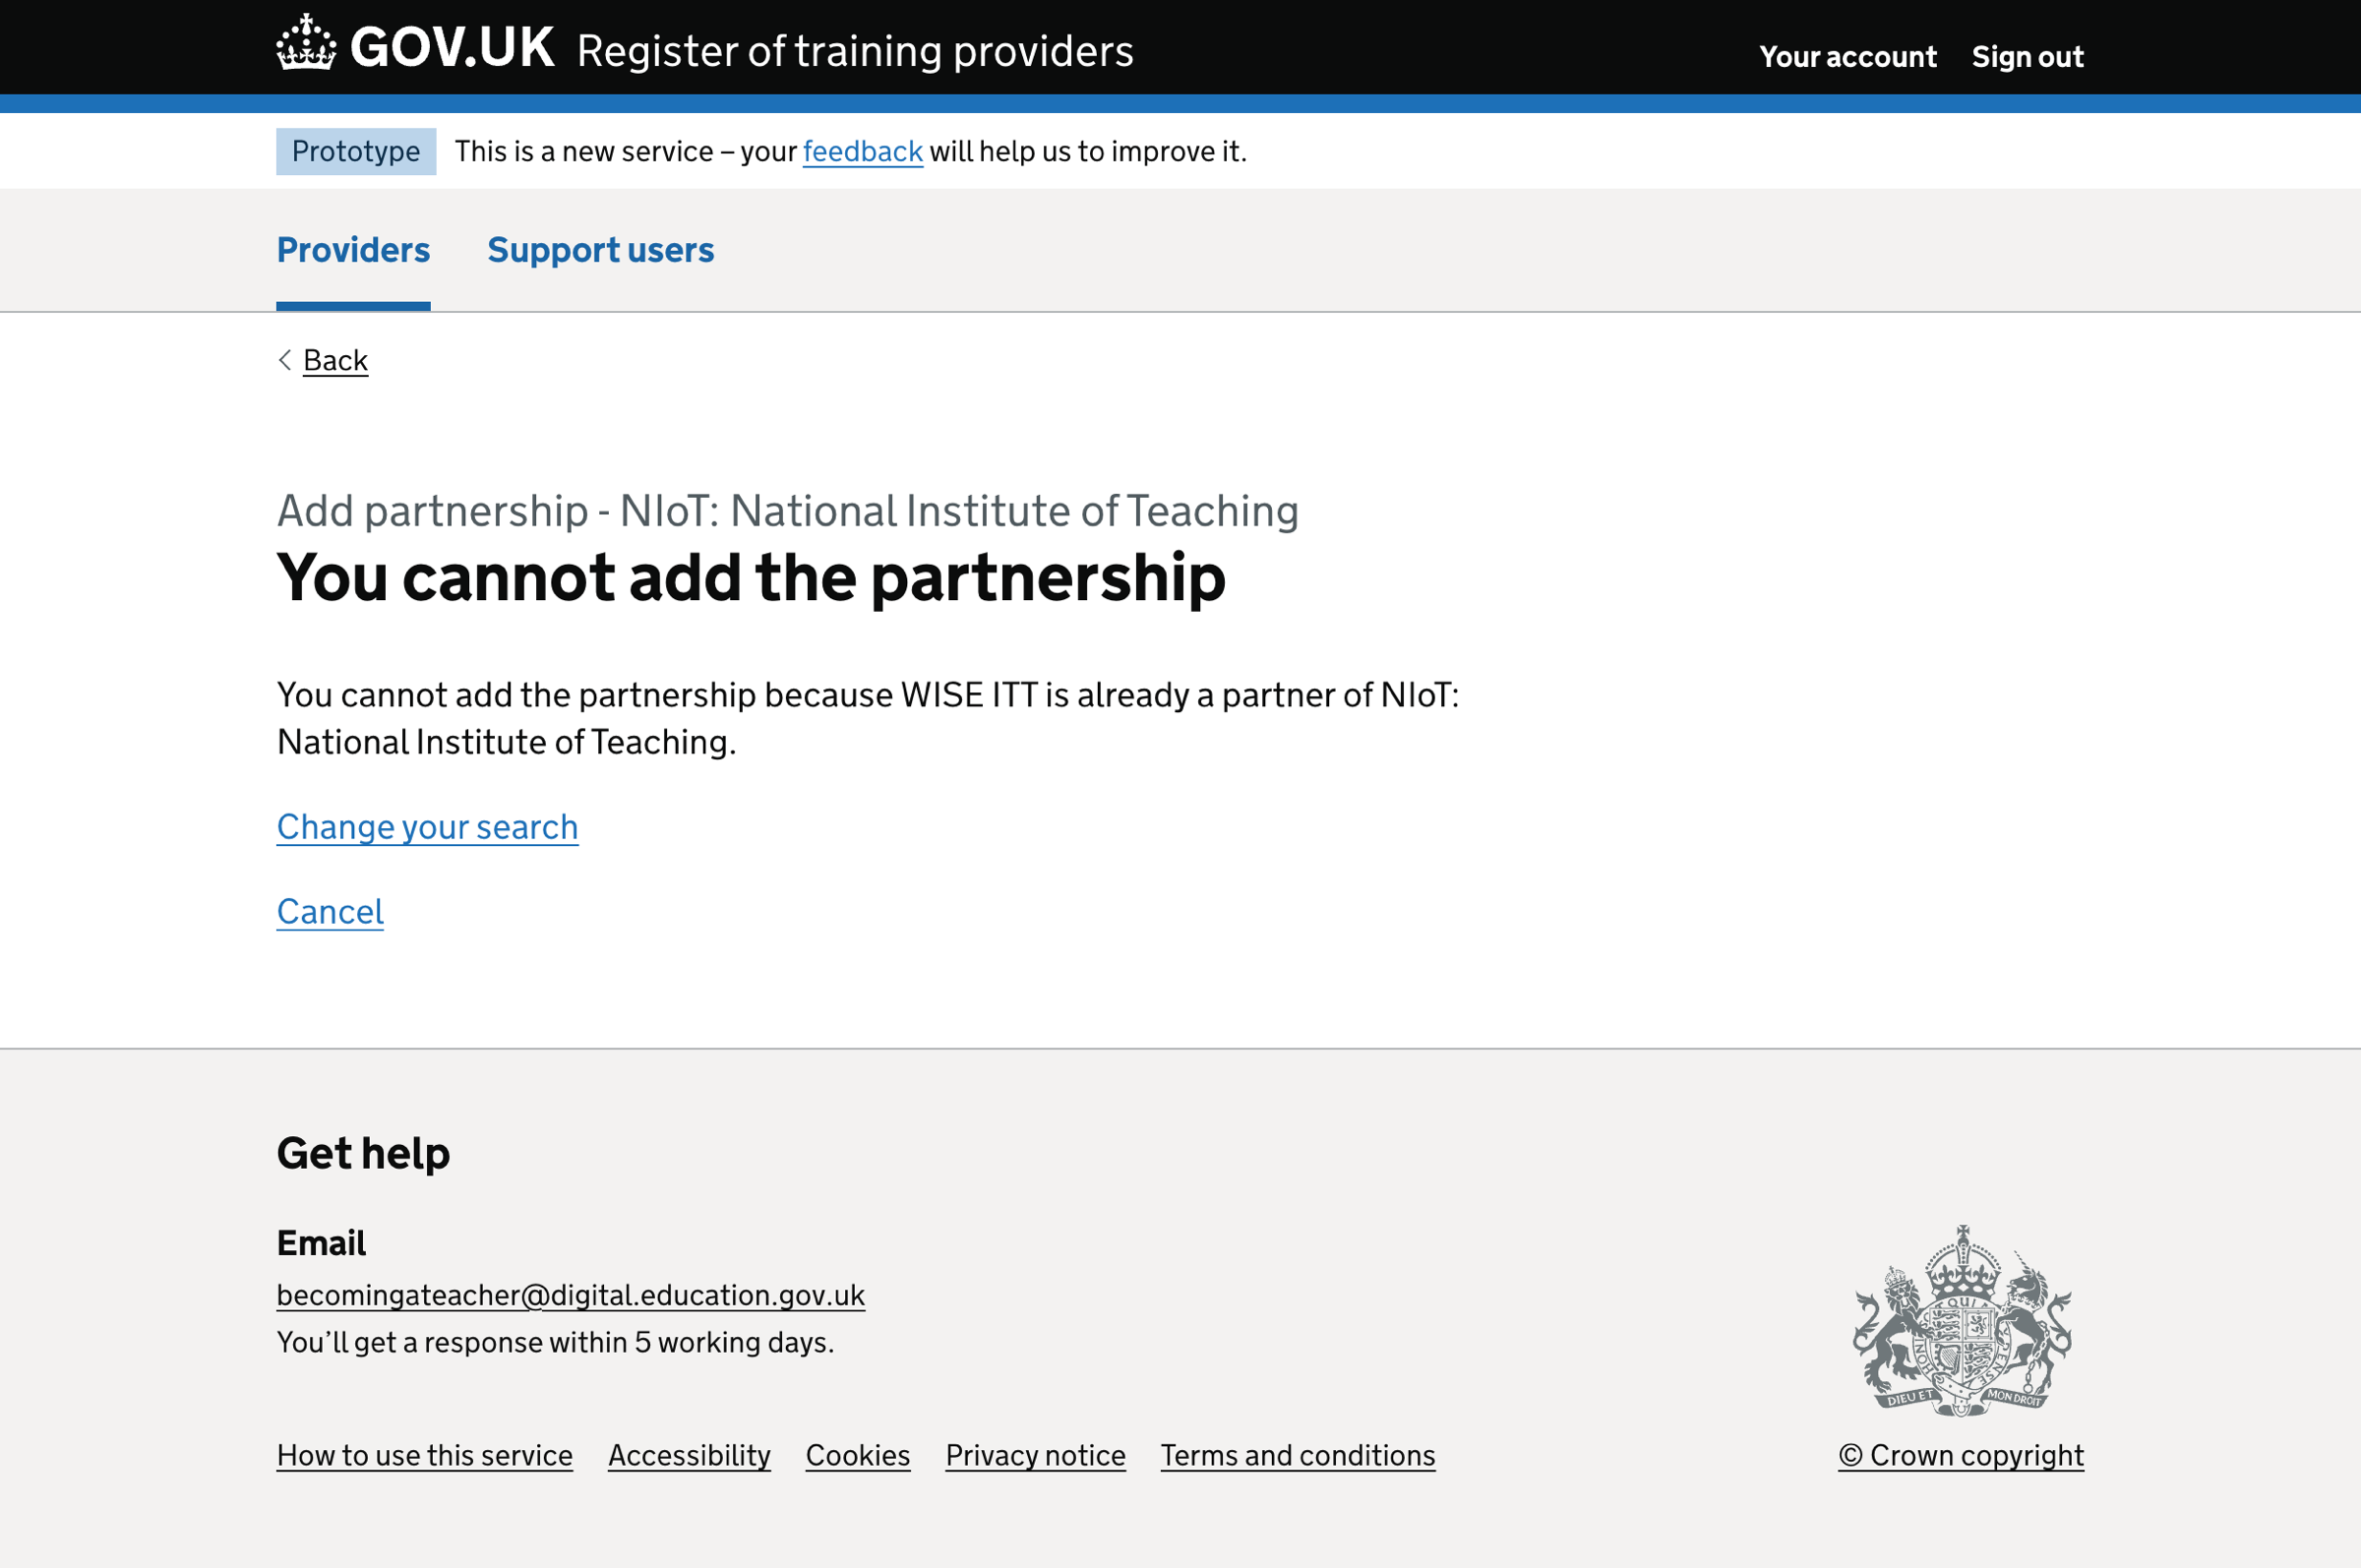 GOV.UK Register of training providers
Your account Sign out
Prototype This is a new service – your feedback will help us to improve it.
Providers Support users
Back
Add partnership - NIoT: National Institute of Teaching
You cannot add the partnership
You cannot add the partnership because WISE ITT is already a partner of NIoT:
National Institute of Teaching.
Change your search
Cancel
Get help
Email
becomingateacher@digital.education.gov.uk
You’ll get a response within 5 working days.
DIEU ET MON DROIT
How to use this service Accessibility Cookies Privacy notice Terms and conditions
© Crown copyright